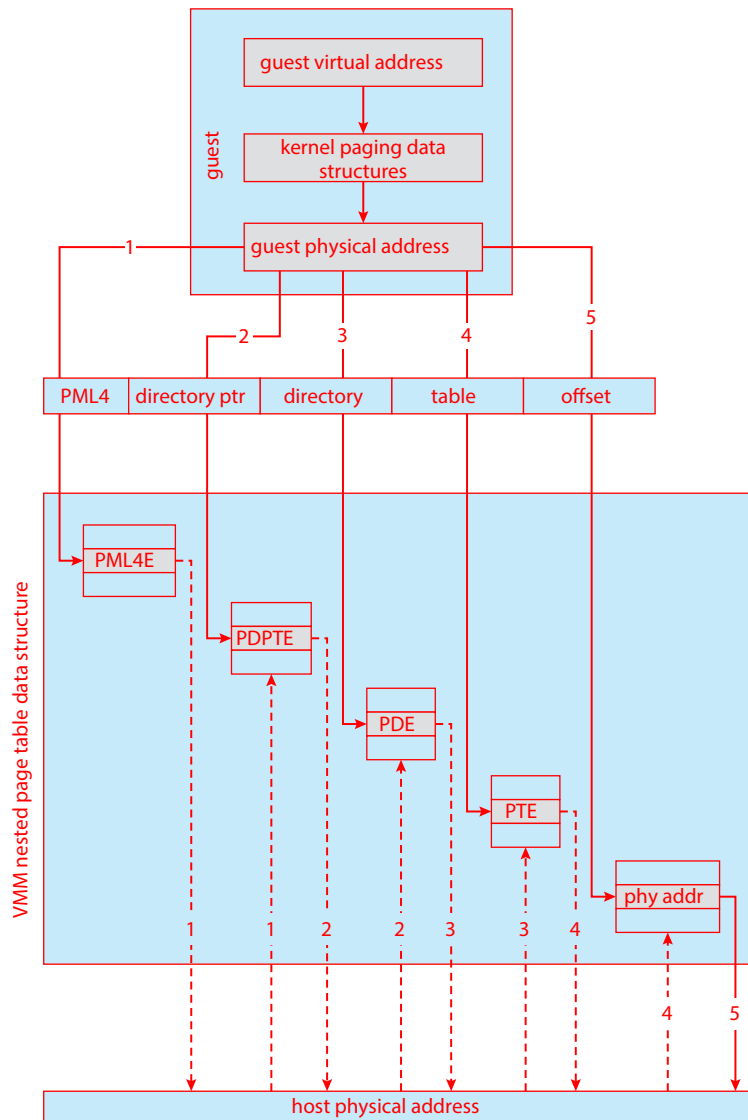 guest virtual address
kernel paging data
structures
guest
guest physical address
1
2
3
4
5
PML4
directory ptr
directory
table
offset
VMM nested page table data structure
PML4E
PDPTE
PDE
PTE
phy addr
1
1
2
2
3
3
4
4
5
host physical address